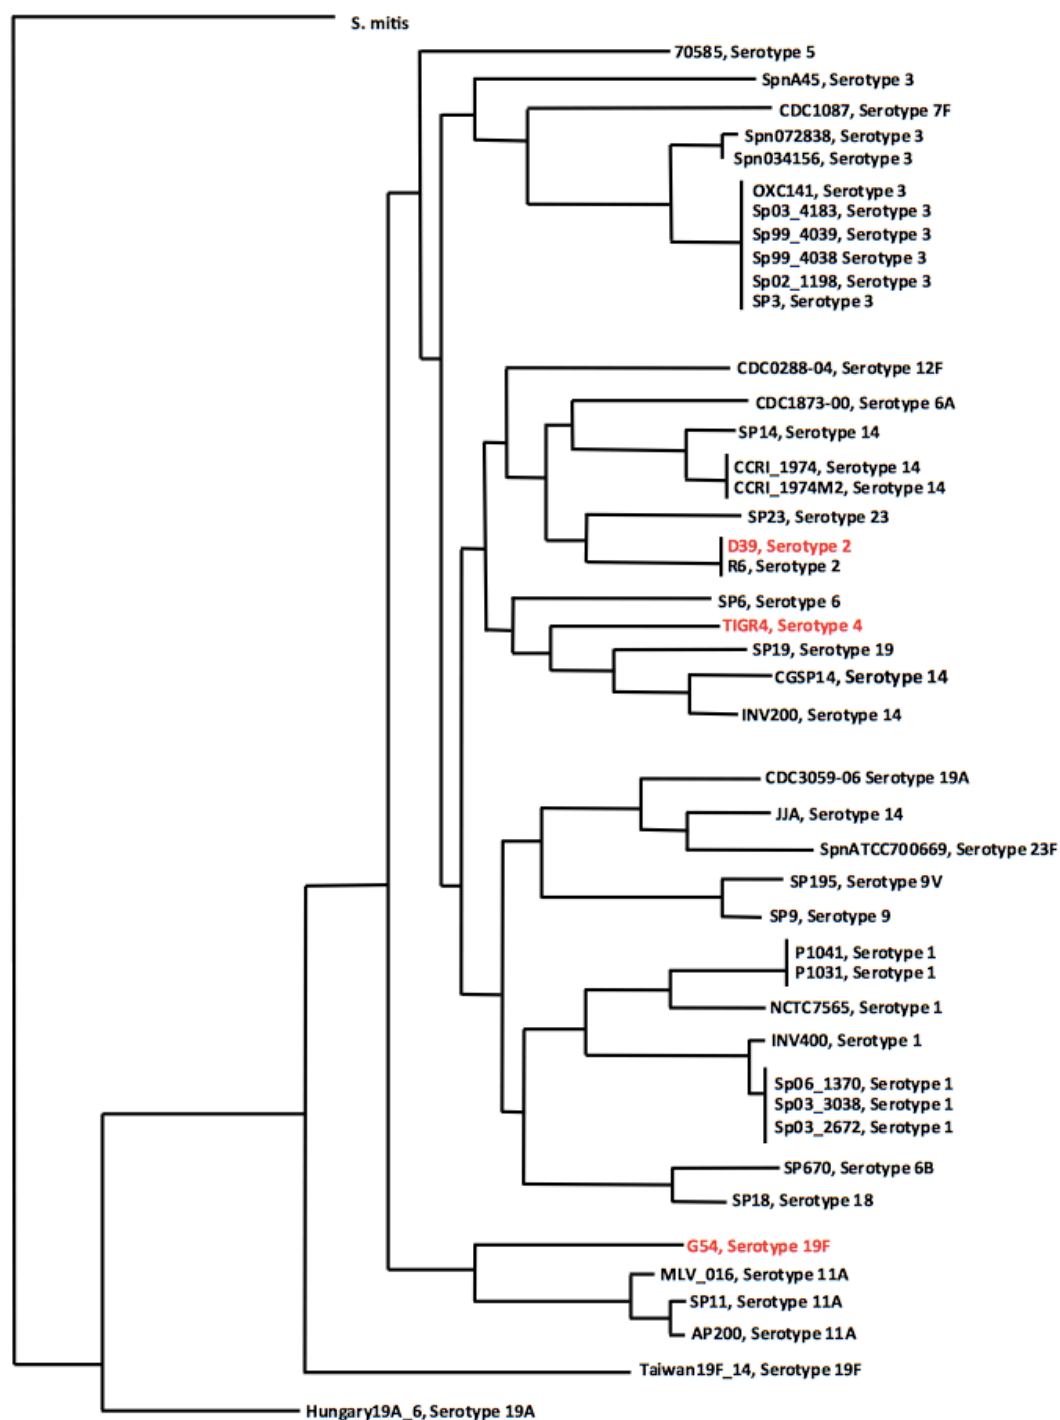 S. mitis
70585, Serotype 5
SpnA45, Serotype 3
CDC1087, Serotype 7F
Spn072838, Serotype 3
Spn034156, Serotype 3
OXC141, Serotype 3
Sp03_4183, Serotype 3
Sp99_4039, Serotype 3
Sp99_4038 Serotype 3
Sp02_1198, Serotype 3
SP3, Serotype 3
CDC0288-04, Serotype 12F
CDC1873-00, Serotype 6A
SP14, Serotype 14
CCRI_1974, Serotype 14
CCRI_1974M2, Serotype 14
SP23, Serotype 23
D39, Serotype 2
R6, Serotype 2
SP6, Serotype 6
TIGR4, Serotype 4
SP19, Serotype 19
CGSP14, Serotype 14
INV200, Serotype 14
CDC3059-06 Serotype 19A
JJA, Serotype 14
SpnATCC700669, Serotype 23F
SP195, Serotype 9V
SP9, Serotype 9
P1041, Serotype 1
P1031, Serotype 1
NCTC7565, Serotype 1
INV400, Serotype 1
Sp06_1370, Serotype 1
Sp03_3038, Serotype 1
Sp03_2672, Serotype 1
SP670, Serotype 6B
SP18, Serotype 18
G54, Serotype 19F
MLV_016, Serotype 11A
SP11, Serotype 11A
AP200, Serotype 11A
Taiwan19F_14, Serotype 19F
Hungary19A_6, Serotype 19A